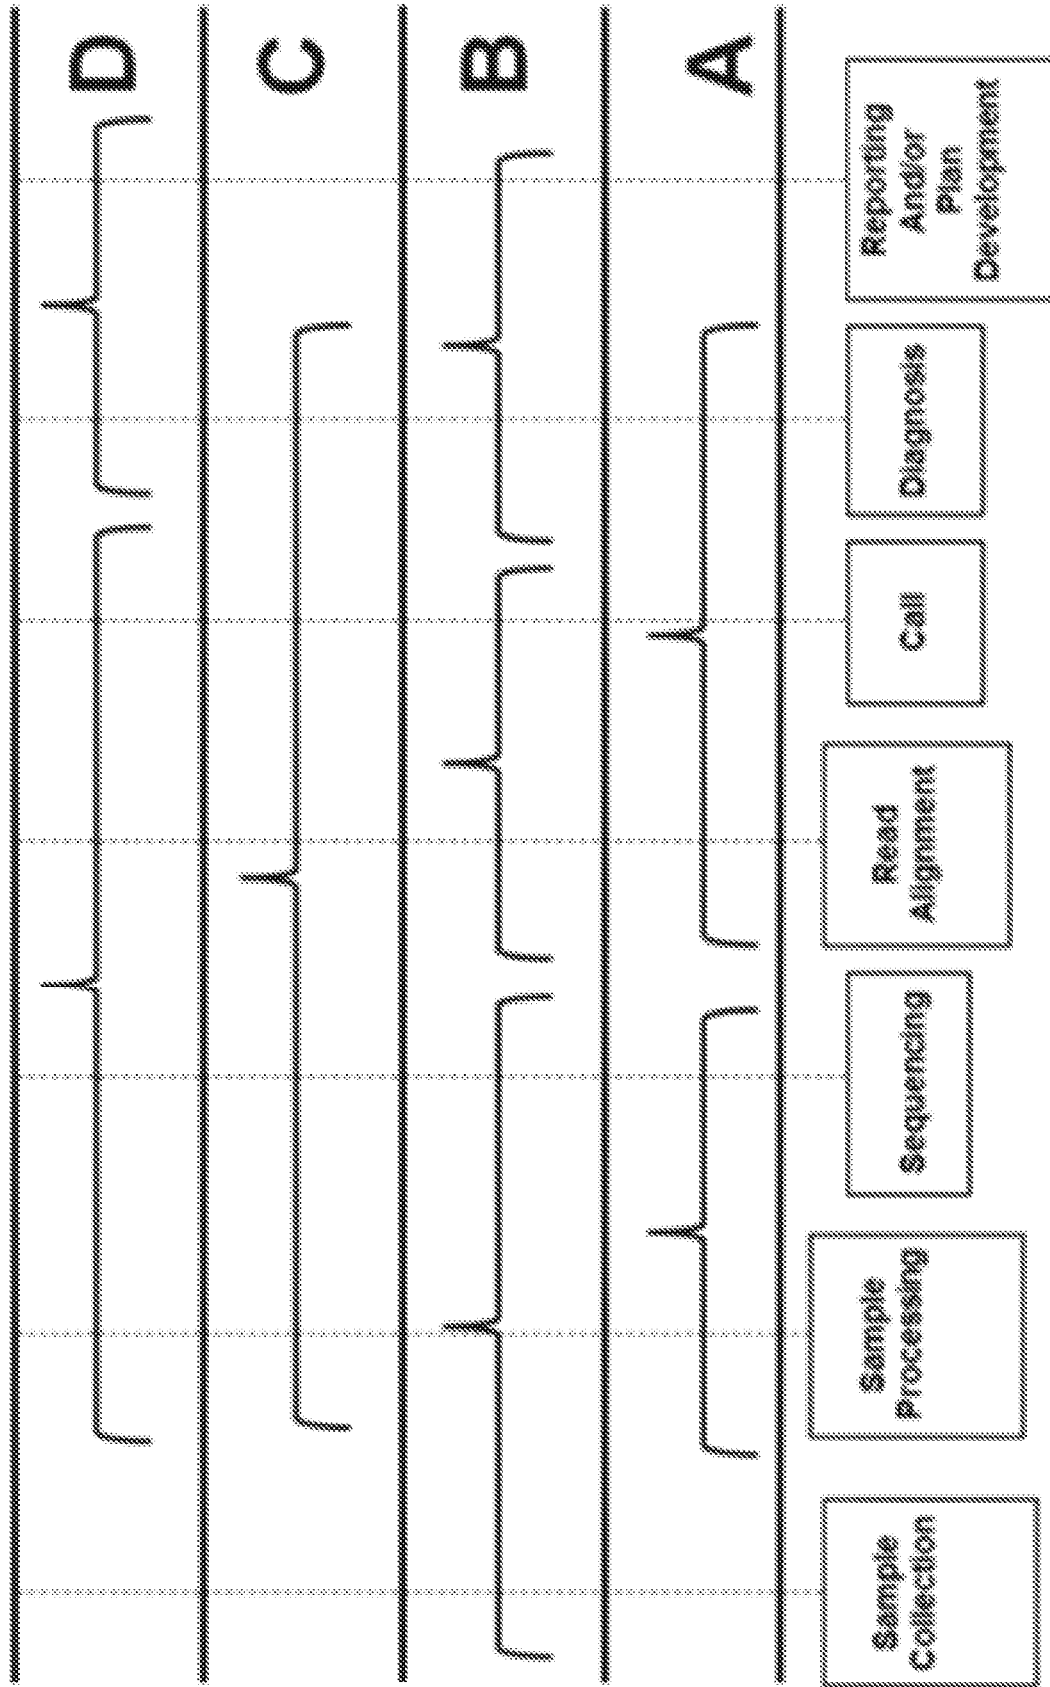 D
C
B
A
Sample
Collection
Sample
Processing
Sequencing
Read
Alignment
Call
Diagnosis
Reporting
And/or
Plan
Development